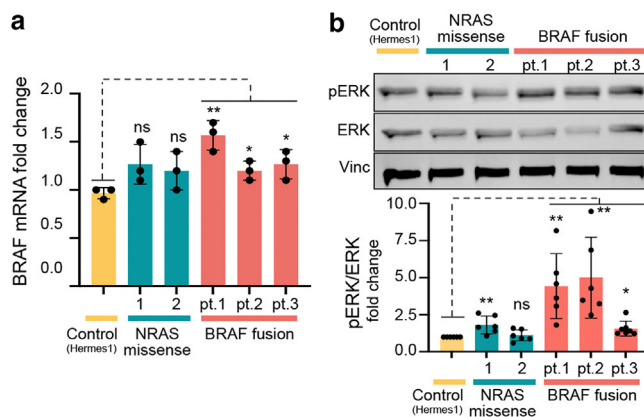 a
BRAF mRNA fold change
2.0
1.5
1.0
0.5
0.0
ns
ns
**
*
*
1
2
pt.1
pt.2
pt.3
Control
(Hermes1)
NRAS
missense
BRAF fusion
b
Control
(Hermes1)
NRAS
missense
BRAF fusion
1
2
pt.1
pt.2
pt.3
pERK
ERK
Vinc
pERK/ERK
fold change
10.0
7.5
5.0
2.5
0.0
**
ns
**
**
*
1
2
pt.1
pt.2
pt.3
Control
(Hermes1)
NRAS
missense
BRAF fusion